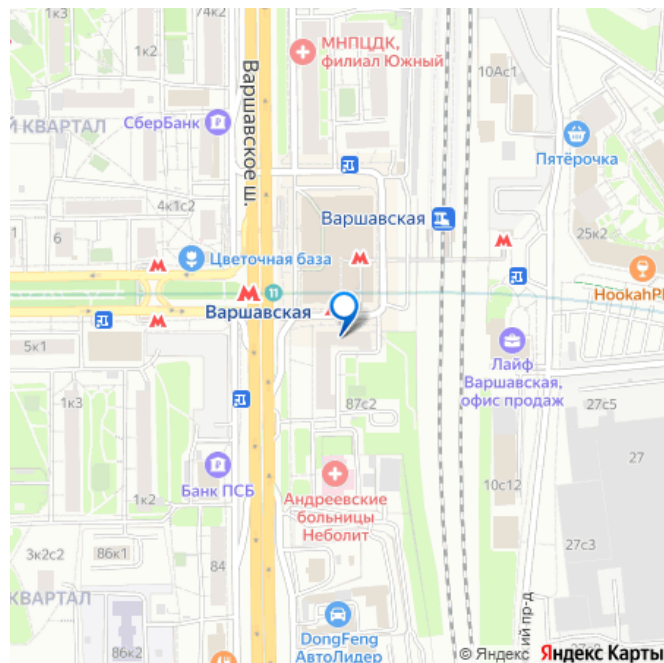 74к2
1к2
МНПЦДК,
филиал Южный
10Ас1
Й КВАРТАЛ
СберБанк
Варшавское ш.
Пятёрочка
4к1с2
Варшавская
25к2
6
Цветочная база
HookahPl
11
Варшавская
5к1
Лайф
Варшавская,
офис продаж
1к3
87с2
27с5
27
Банк ПСБ
1к2
Андреевские
больницы
Неболит
10с12
3к2с2
86к1
84
27с3
КВАРТАЛ
ский пр-д
DongFeng
АвтоЛидер
86к2
© Яндекс Яндекс Карты